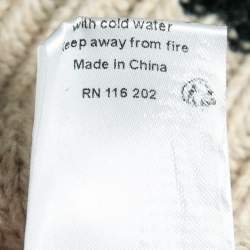 with cold water
keep away from fire
Made in China
RN 116 202